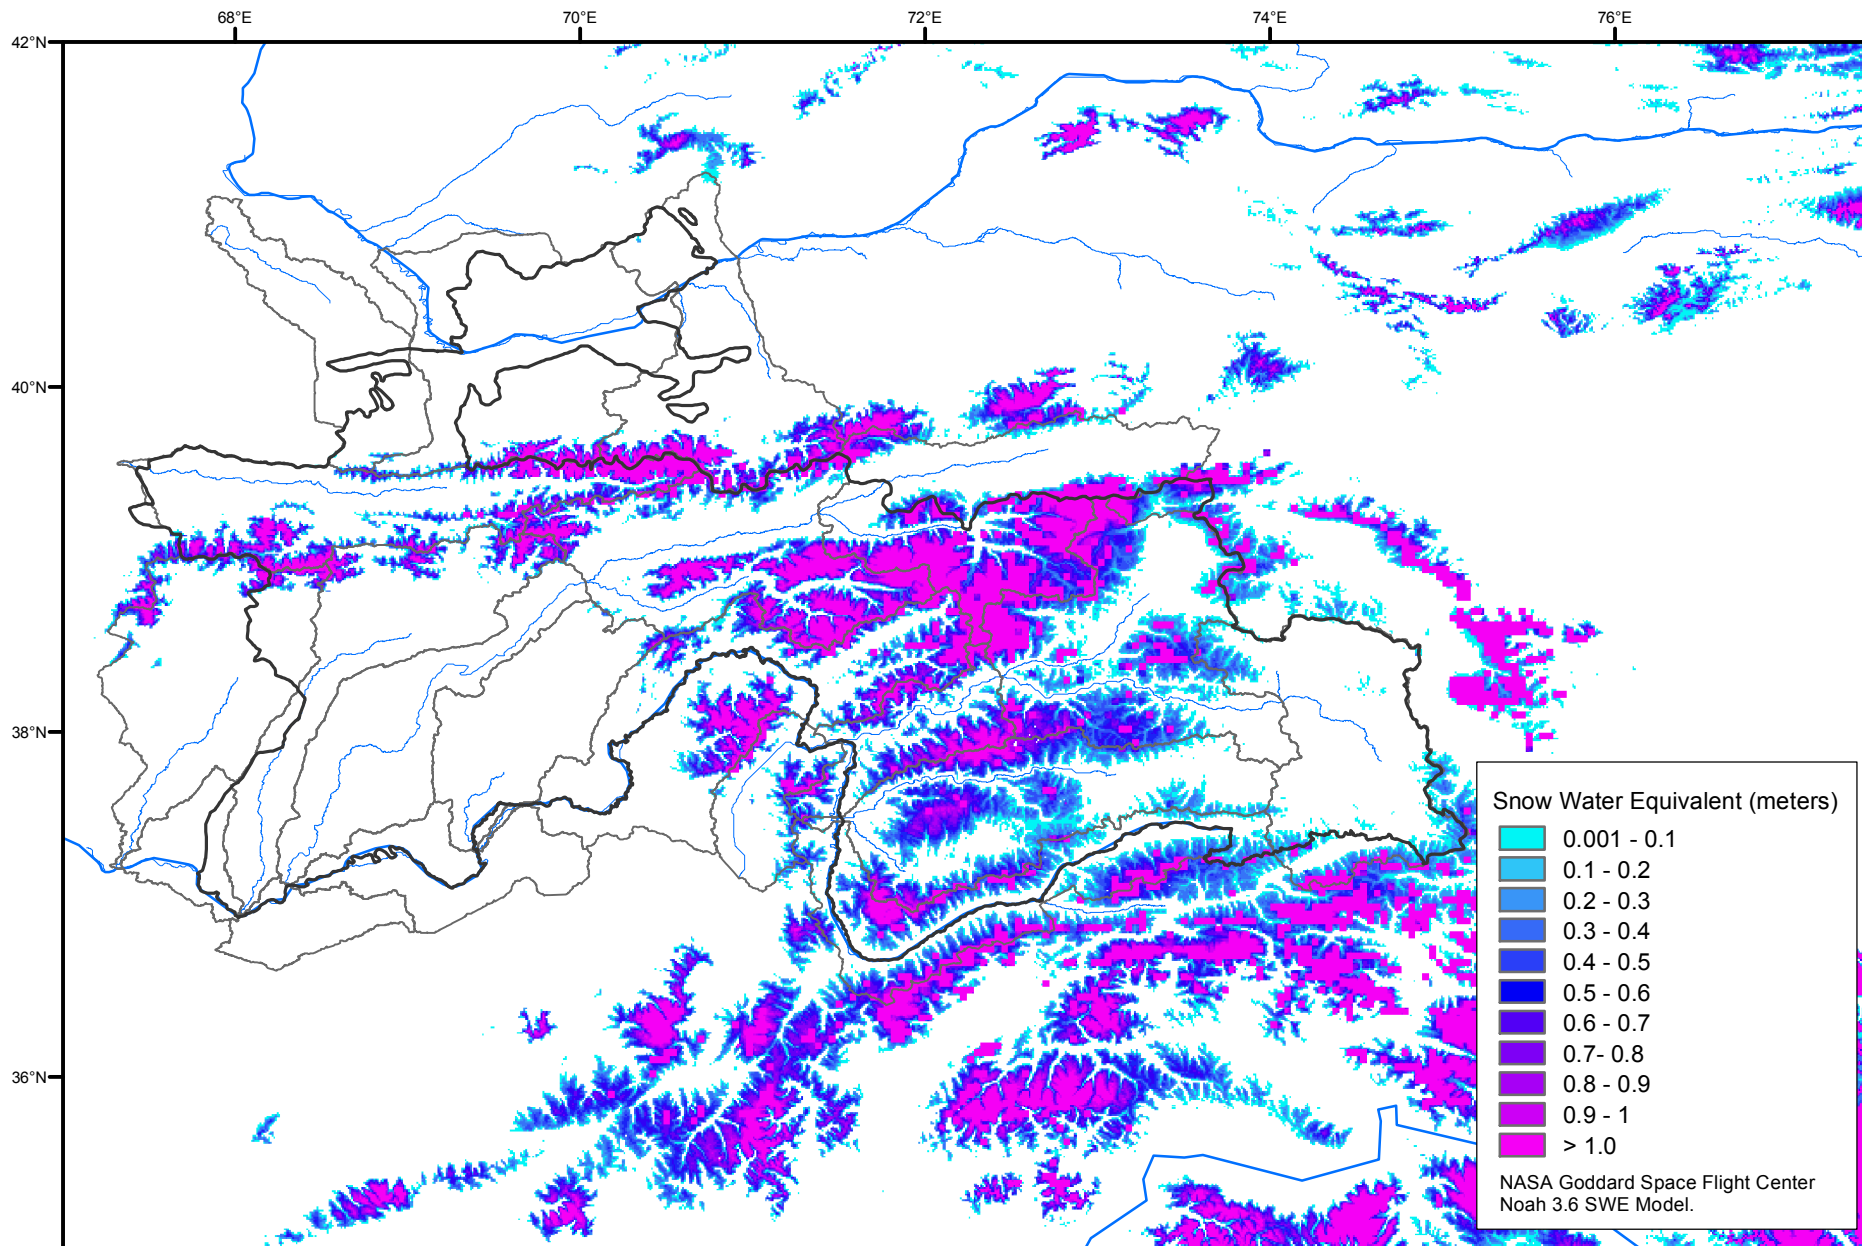 68°E 70°E 72°E 74°E 76°E
42°N
40°N
38°N
36°N
Snow Water Equivalent (meters)
0.001 - 0.1
0.1 - 0.2
0.2 - 0.3
0.3 - 0.4
0.4 - 0.5
0.5 - 0.6
0.6 - 0.7
0.7- 0.8
0.8 - 0.9
0.9 - 1
> 1.0
NASA Goddard Space Flight Center
Noah 3.6 SWE Model.